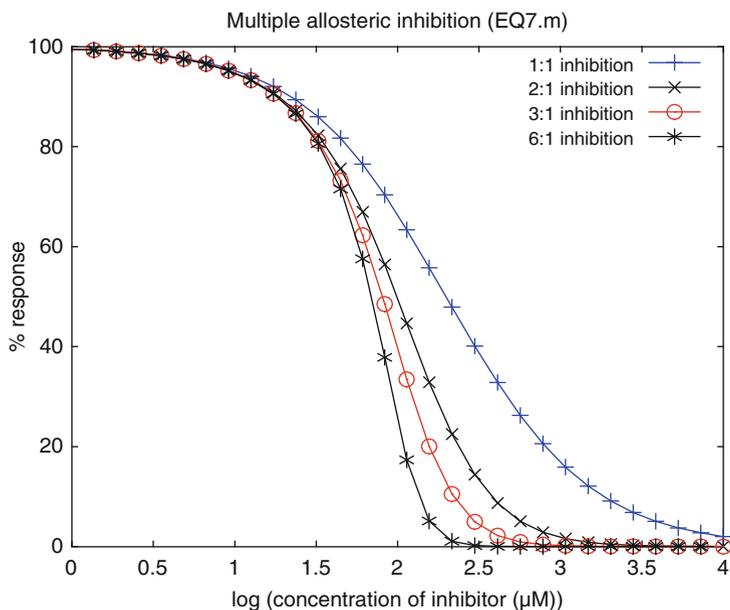 Multiple allosteric inhibition (EQ7.m)
100
80
60
40
20
0
% response
1:1 inhibition
2:1 inhibition
3:1 inhibition
6:1 inhibition
0 0.5 1 1.5 2 2.5 3 3.5 4
log (concentration of inhibitor (µM))